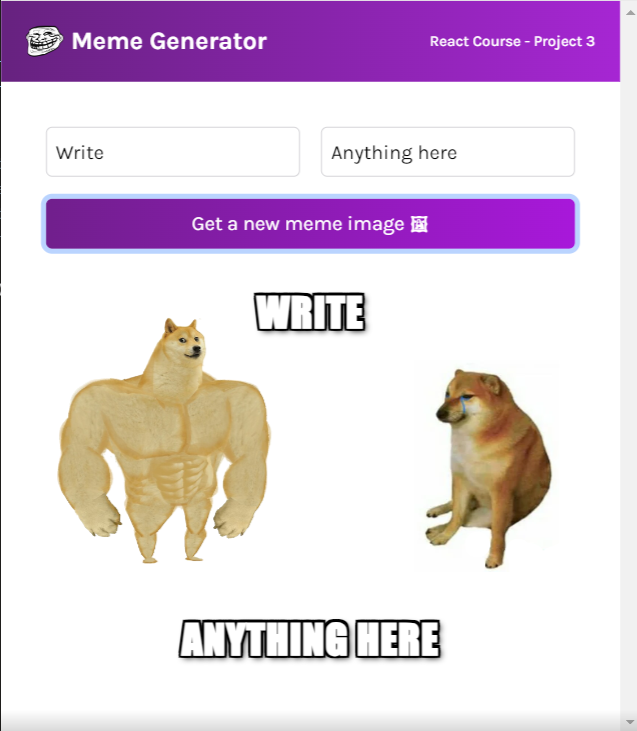 Meme Generator
React Course - Project 3
Write
Anything here
Get a new meme image 🖼
WRITE
ANYTHING HERE